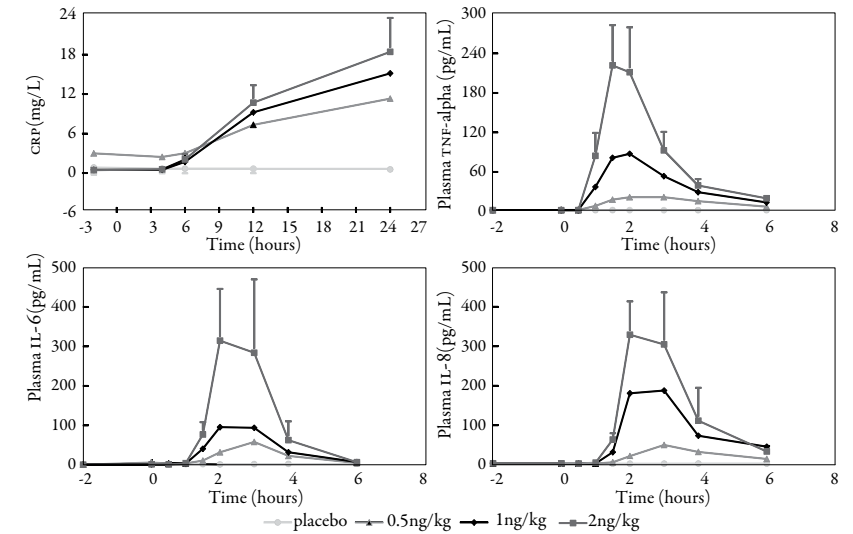 CRP(mg/L)
24
18
12
6
0
-6
-3 0 3 6 9 12 15 18 21 24 27
Time (hours)
Plasma TNF-alpha (pg/mL)
300
240
180
120
60
0
-2 0 2 4 6 8
Time (hours)
Plasma IL-6(pg/mL)
500
400
300
200
100
0
-2 0 2 4 6 8
Time (hours)
Plasma IL-8(pg/mL)
500
400
300
200
100
0
-2 0 2 4 6 8
Time (hours)
placebo 0.5ng/kg 1ng/kg 2ng/kg